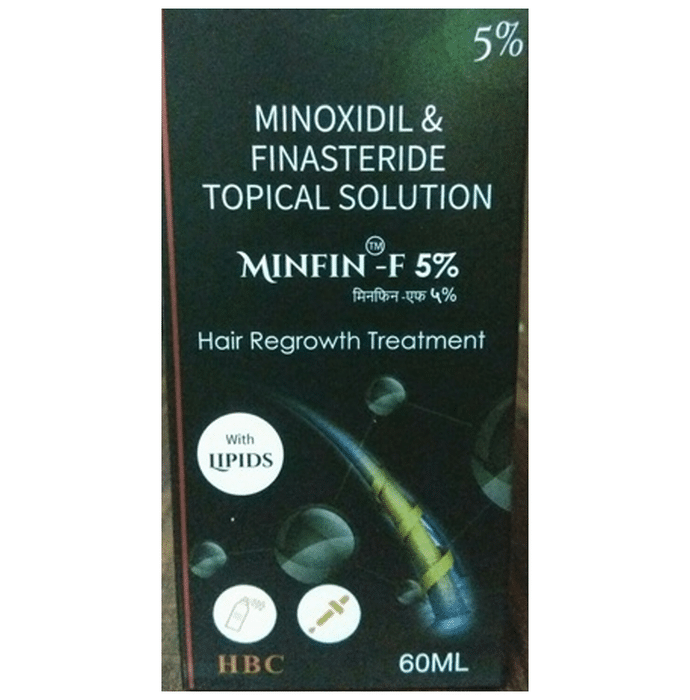 5%
MINOXIDIL &
FINASTERIDE
TOPICAL SOLUTION
MINFIN™-F 5%
मिनफिन -एफ ५%
Hair Regrowth Treatment
With
LIPIDS
HBC
60ML